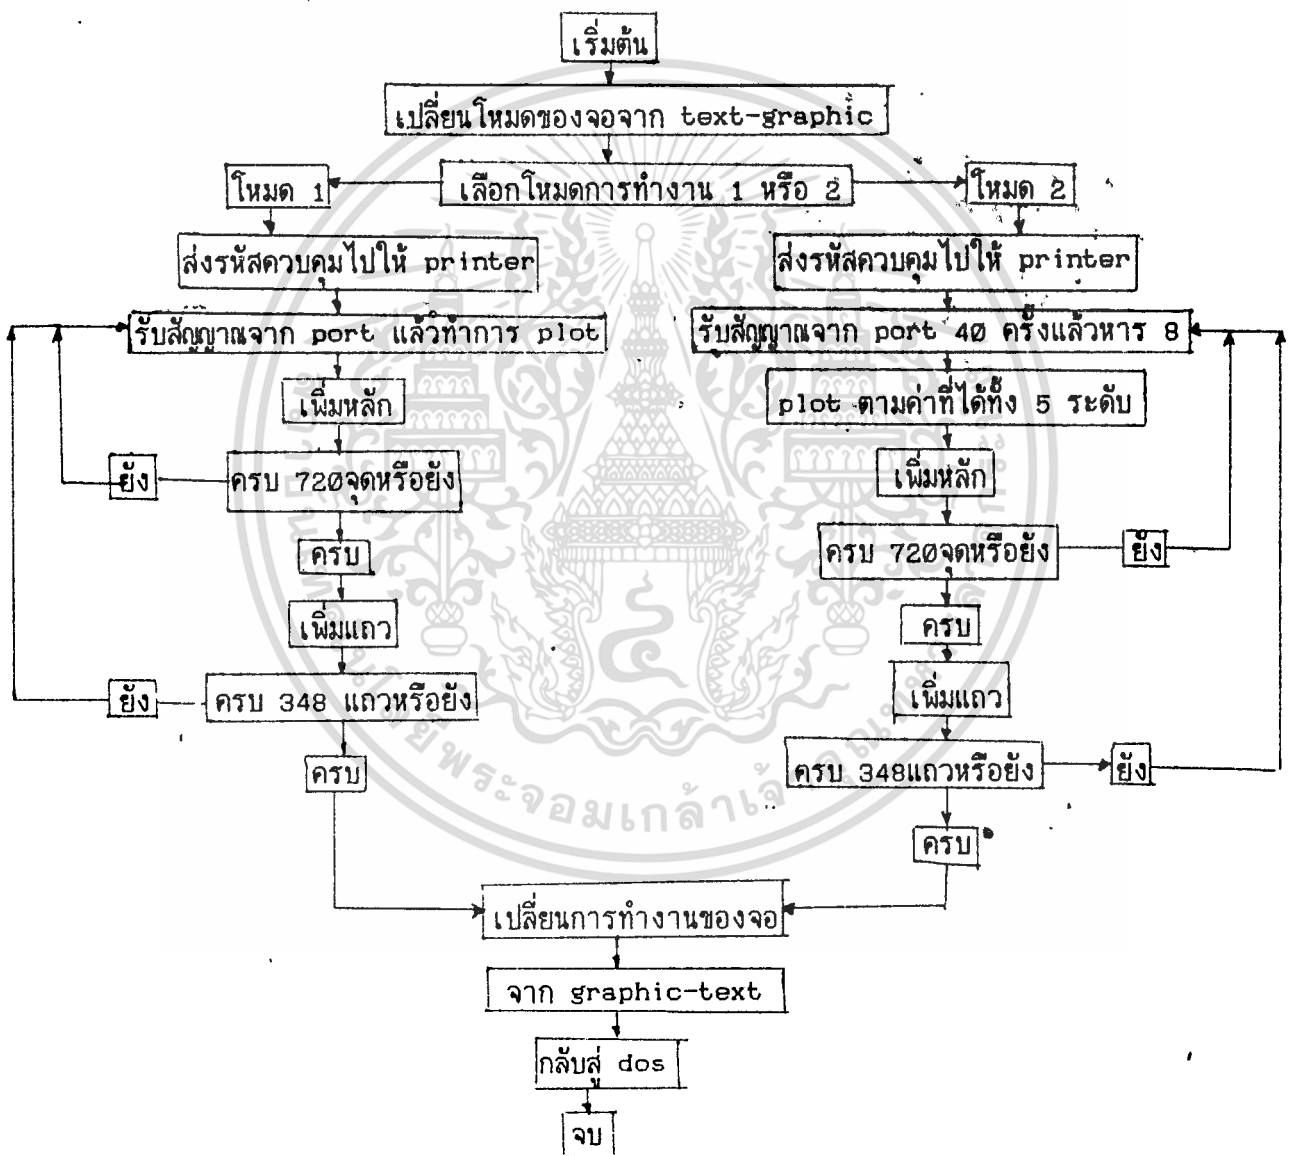 เริ่มต้น
เปลี่ยนโหมดของจอจาก text-graphic
โหมด 1
เลือกโหมดการทำงาน 1 หรือ 2
โหมด 2
ส่งรหัสควบคุมไปให้ printer
ส่งรหัสควบคุมไปให้ printer
รับสัญญาณจาก port แล้วทำการ plot
รับสัญญาณจาก port 40 ครั้งแล้วหาร 8
เพิ่มหลัก
plot ตามค่าที่ได้ทั้ง 5 ระดับ
ยัง
ครบ 720จุดหรือยัง
เพิ่มหลัก
ครบ
ครบ 720จุดหรือยัง
ยัง
เพิ่มแถว
ครบ
ยัง
ครบ 348 แถวหรือยัง
เพิ่มแถว
ครบ
ครบ 348แถวหรือยัง
ยัง
ครบ
เปลี่ยนการทำงานของจอ
จาก graphic-text
กลับสู่ dos
จบ